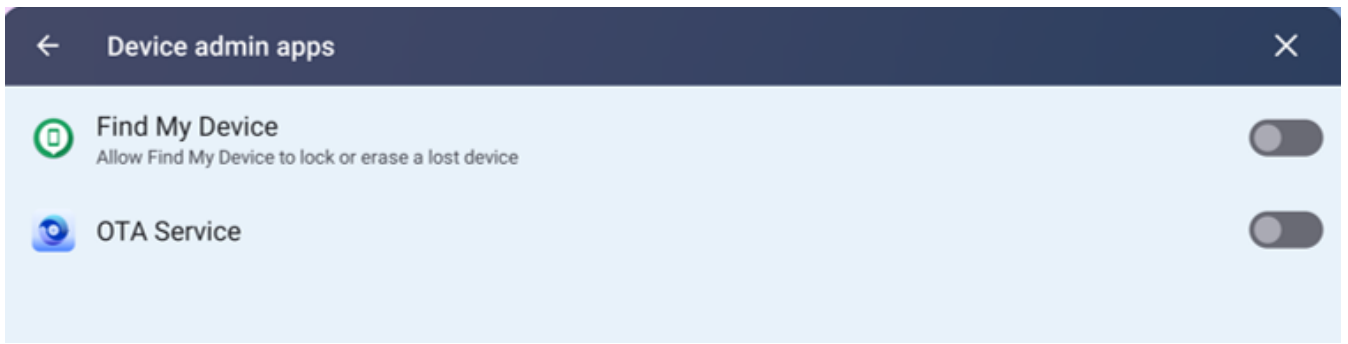 Device admin apps
Find My Device
Allow Find My Device to lock or erase a lost device
OTA Service